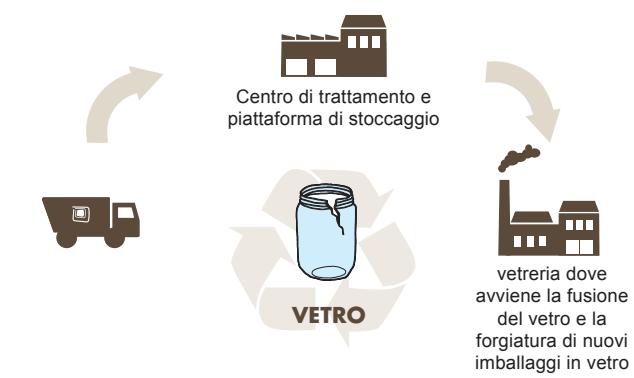 Centro di trattamento e
piattaforma di stoccaggio
VETRO
vetreria dove
avviene la fusione
del vetro e la
forgiatura di nuovi
imballaggi in vetro